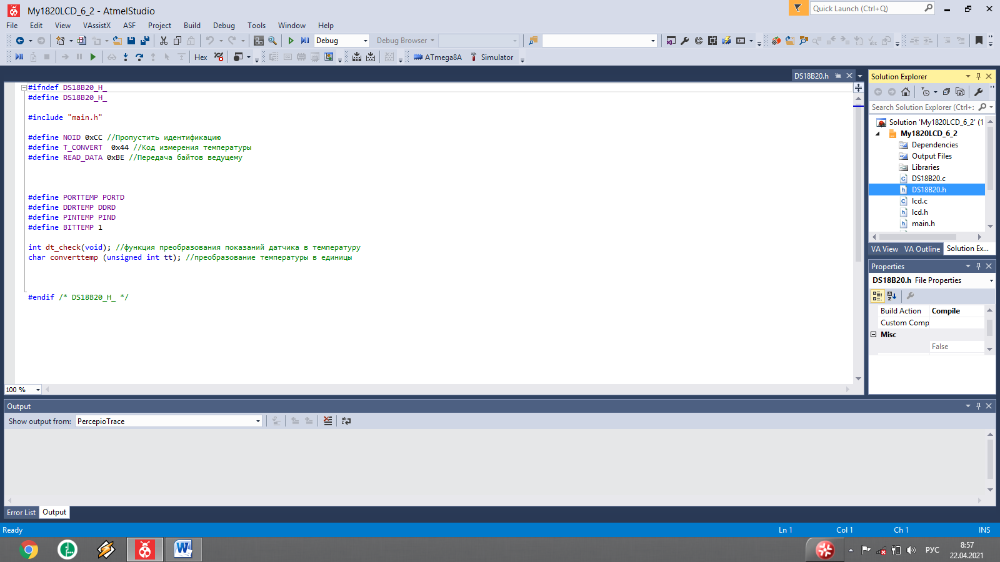 My1820LCD_6_2 - AtmelStudio
Quick Launch (Ctrl+Q)
File Edit View VAssistX ASF Project Build Debug Tools Window Help
Debug Debug Browser
Hex ATmega8A Simulator
DS18B20.h
#ifndef DS18B20_H_
#define DS18B20_H_
#include "main.h"
#define NOID 0xCC //Пропустить идентификацию
#define T_CONVERT  0x44 //Код измерения температуры
#define READ_DATA 0xBE //Передача байтов ведущему
#define PORTTEMP PORTD
#define DDRTEMP DDRD
#define PINTEMP PIND
#define BITTEMP 1
int dt_check(void); //функция преобразования показаний датчика в температуру
char converttemp (unsigned int tt); //преобразование температуры в единицы
#endif /* DS18B20_H_ */
100 %
Solution Explorer
Search Solution Explorer (Ctrl+;
Solution 'My1820LCD_6_2' (1
My1820LCD_6_2
Dependencies
Output Files
Libraries
DS18B20.c
DS18B20.h
lcd.c
lcd.h
main.h
VA View VA Outline Solution Ex...
Properties
DS18B20.h File Properties
Build Action Compile
Custom Comp
Misc
False
Output
Show output from: PercepioTrace
Error List Output
Ready Ln 1 Col 1 Ch 1 INS
РУС
8:57
22.04.2021